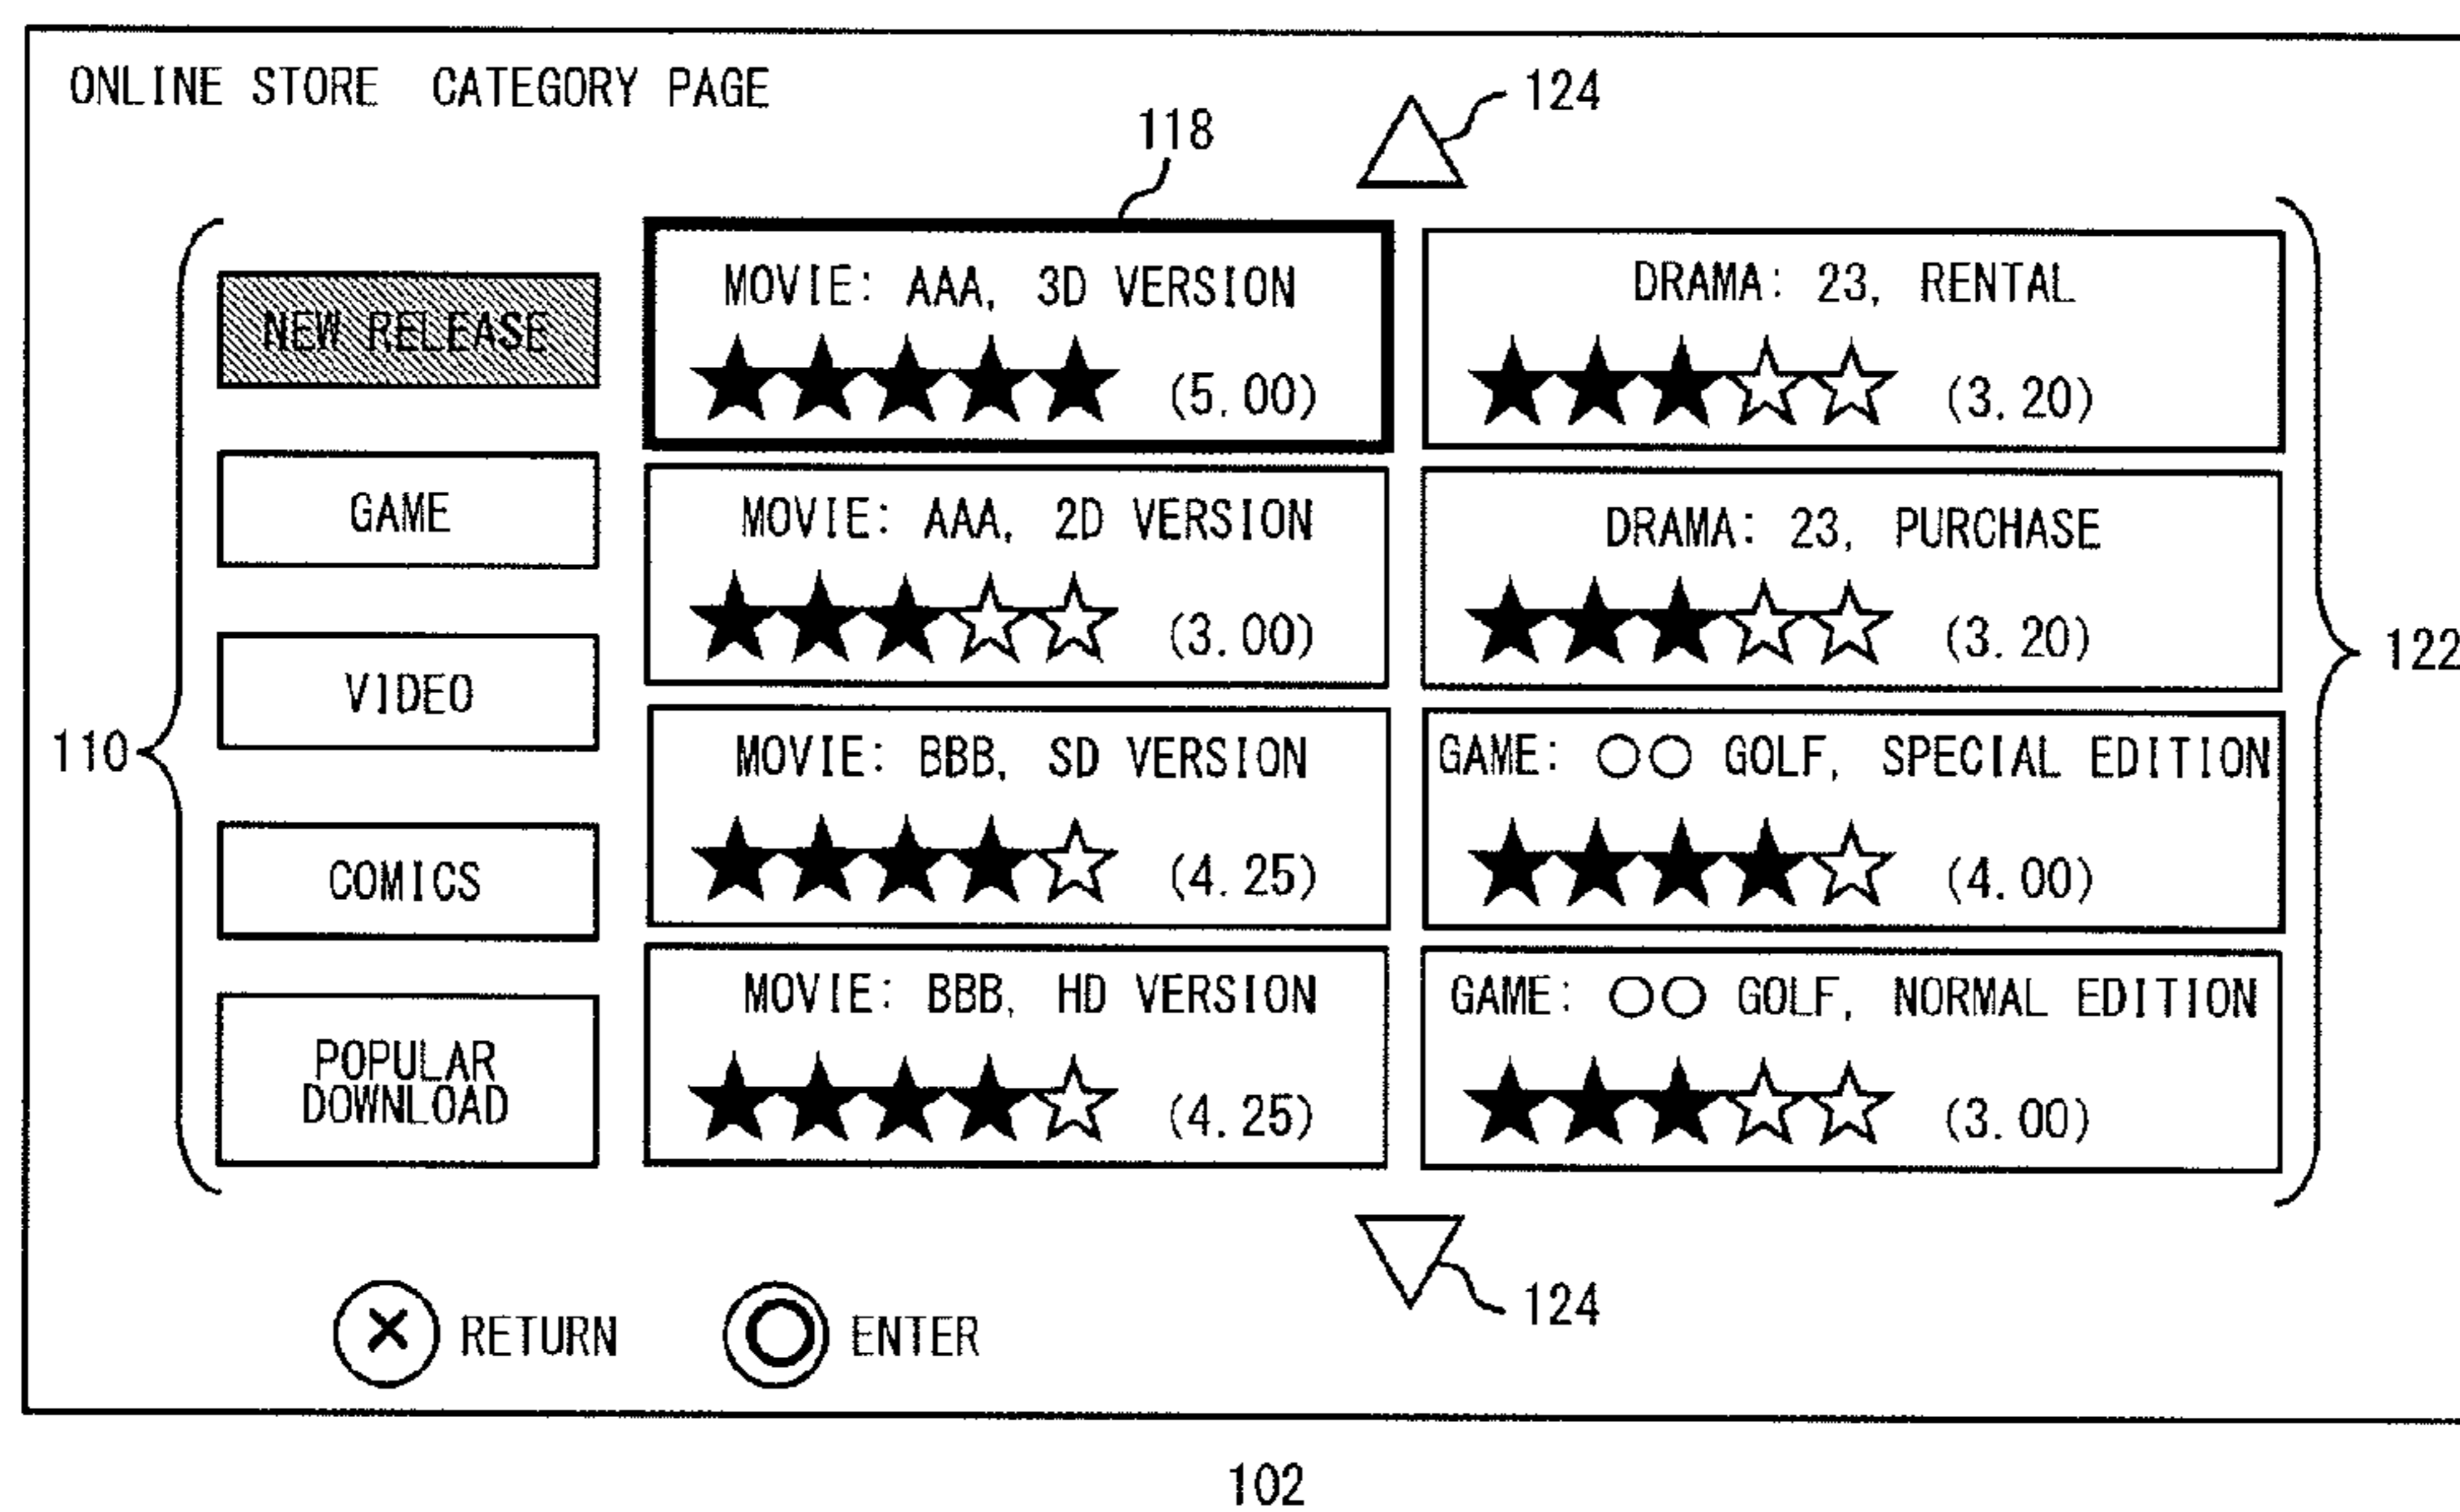 ONLINE STORE CATEGORY PAGE
124
118
110
NEW RELEASE
GAME
VIDEO
COMICS
POPULAR
DOWNLOAD
MOVIE: AAA, 3D VERSION
★★★★★ (5.00)
MOVIE: AAA, 2D VERSION
★★★☆☆ (3.00)
MOVIE: BBB, SD VERSION
★★★★☆ (4.25)
MOVIE: BBB, HD VERSION
★★★★☆ (4.25)
DRAMA: 23, RENTAL
★★★☆☆ (3.20)
DRAMA: 23, PURCHASE
★★★☆☆ (3.20)
GAME: ○○ GOLF, SPECIAL EDITION
★★★★☆ (4.00)
GAME: ○○ GOLF, NORMAL EDITION
★★★☆☆ (3.00)
122
124
RETURN
ENTER
102